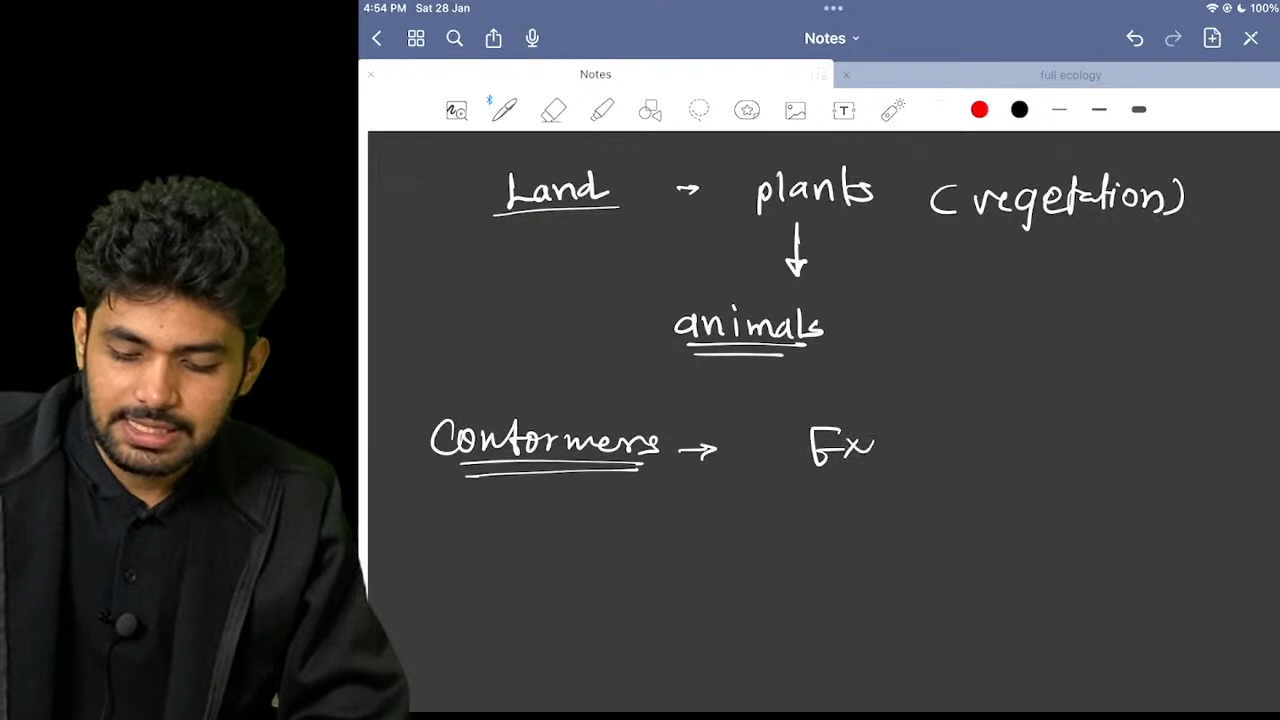 4:54 PM Sat 28 Jan 100%
Notes
Notes full ecology
T
Land → plants (vegetation)
↓
animals
Conformers → Ex